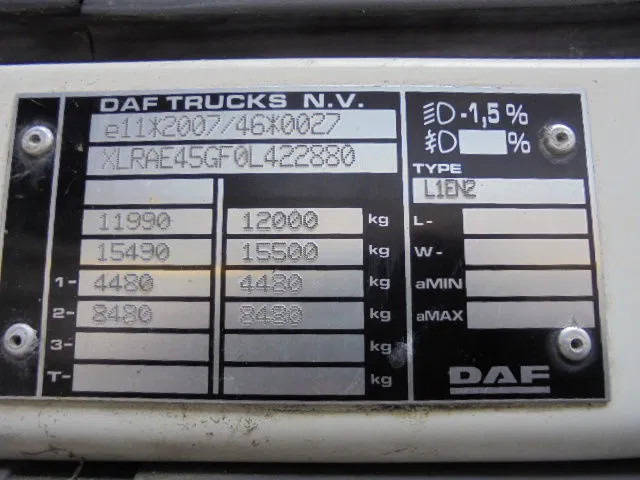 DAF TRUCKS N.V.
e11*2007/46*0027
XLRAE45GF0L422880
11990 12000 kg
15490 15500 kg
1- 4480 4480 kg
2- 8480 8480 kg
3- kg
T- kg
-1,5 %
%
TYPE
L1EN2
L-
W-
aMIN
aMAX
DAF